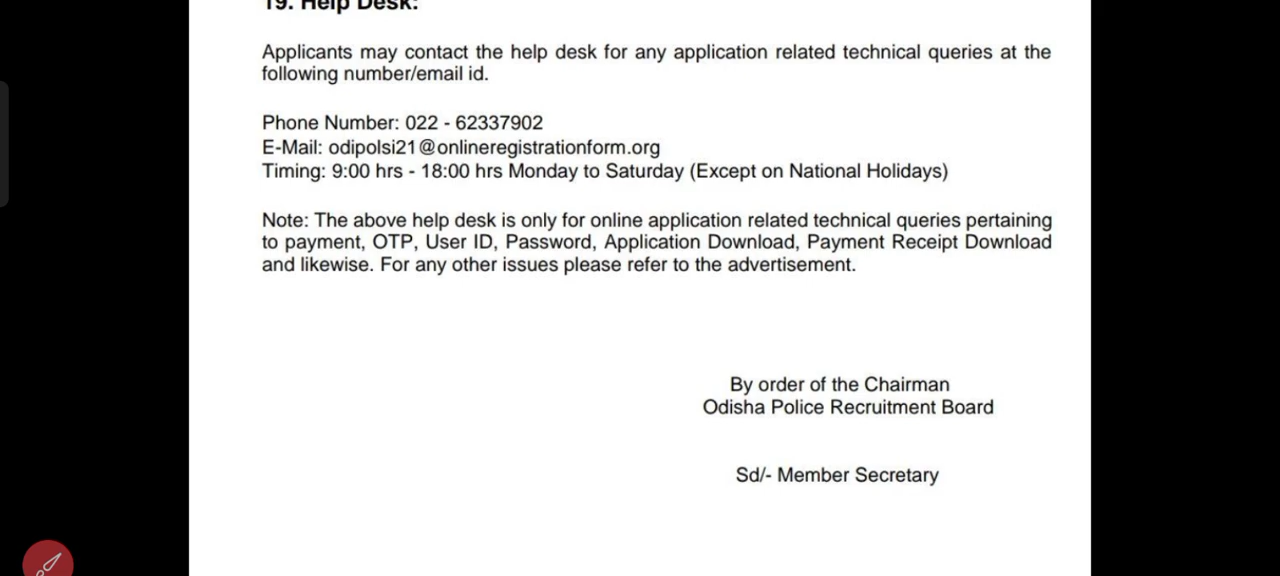 19. Help Desk:
Applicants may contact the help desk for any application related technical queries at the
following number/email id.
Phone Number: 022 - 62337902
E-Mail: odipolsi21@onlineregistrationform.org
Timing: 9:00 hrs - 18:00 hrs Monday to Saturday (Except on National Holidays)
Note: The above help desk is only for online application related technical queries pertaining
to payment, OTP, User ID, Password, Application Download, Payment Receipt Download
and likewise. For any other issues please refer to the advertisement.
By order of the Chairman
Odisha Police Recruitment Board
Sd/- Member Secretary